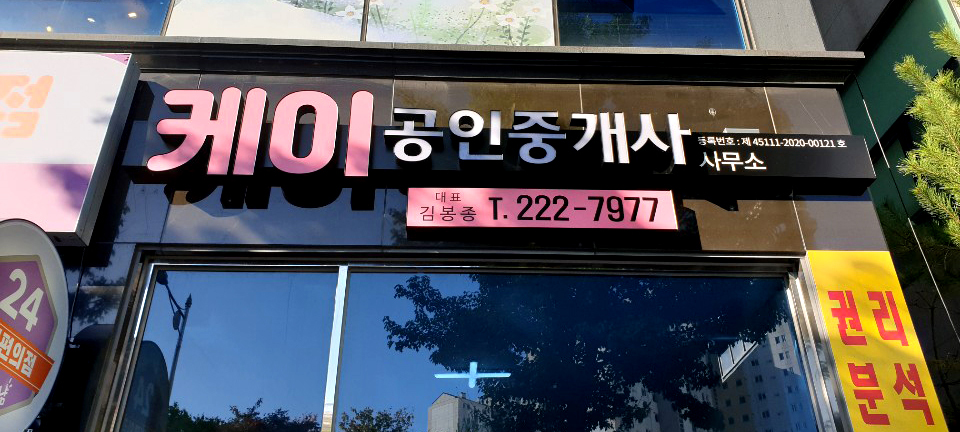 케이 공인중개사
등록번호 : 제 45111-2020-00121 호
사무소
대표
김봉종 T. 222-7977
권리
분석
24
편의점
점